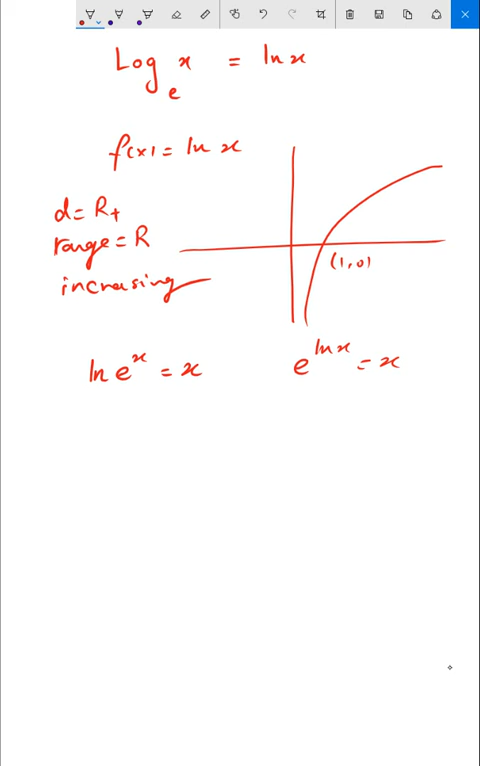 Log_e x = ln x
f(x) = ln x
d = R+
range = R
increasing
(1,0)
ln e^x = x
e^ln x = x